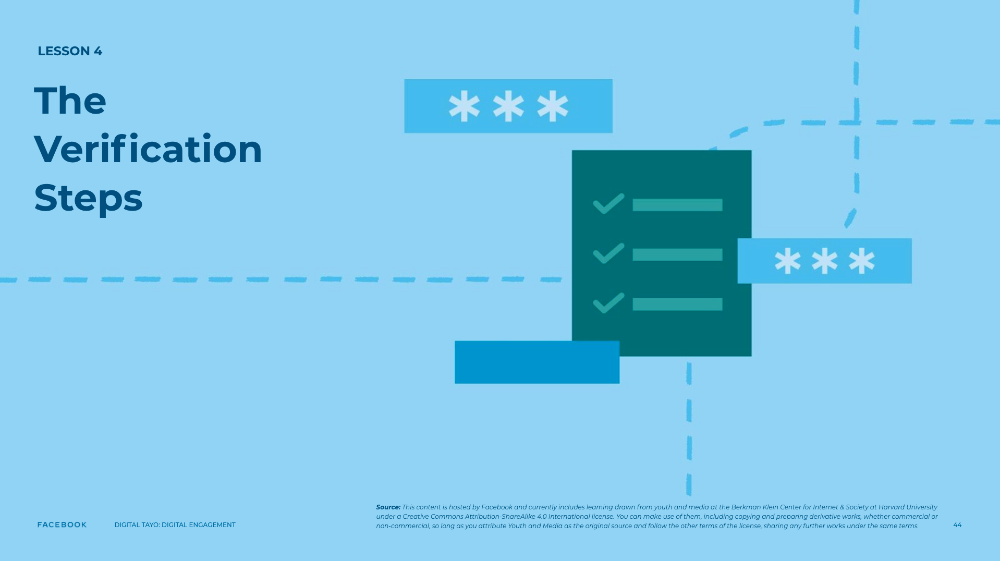 LESSON 4
The
Verification
Steps
***
***
Source: This content is hosted by Facebook and currently includes learning drawn from youth and media at the Berkman Klein Center for Internet & Society at Harvard University
under a Creative Commons Attribution-ShareAlike 4.0 International license. You can make use of them, including copying and preparing derivative works, whether commercial or
non-commercial, so long as you attribute Youth and Media as the original source and follow the other terms of the license, sharing any further works under the same terms.
FACEBOOK
DIGITAL TAYO: DIGITAL ENGAGEMENT
44